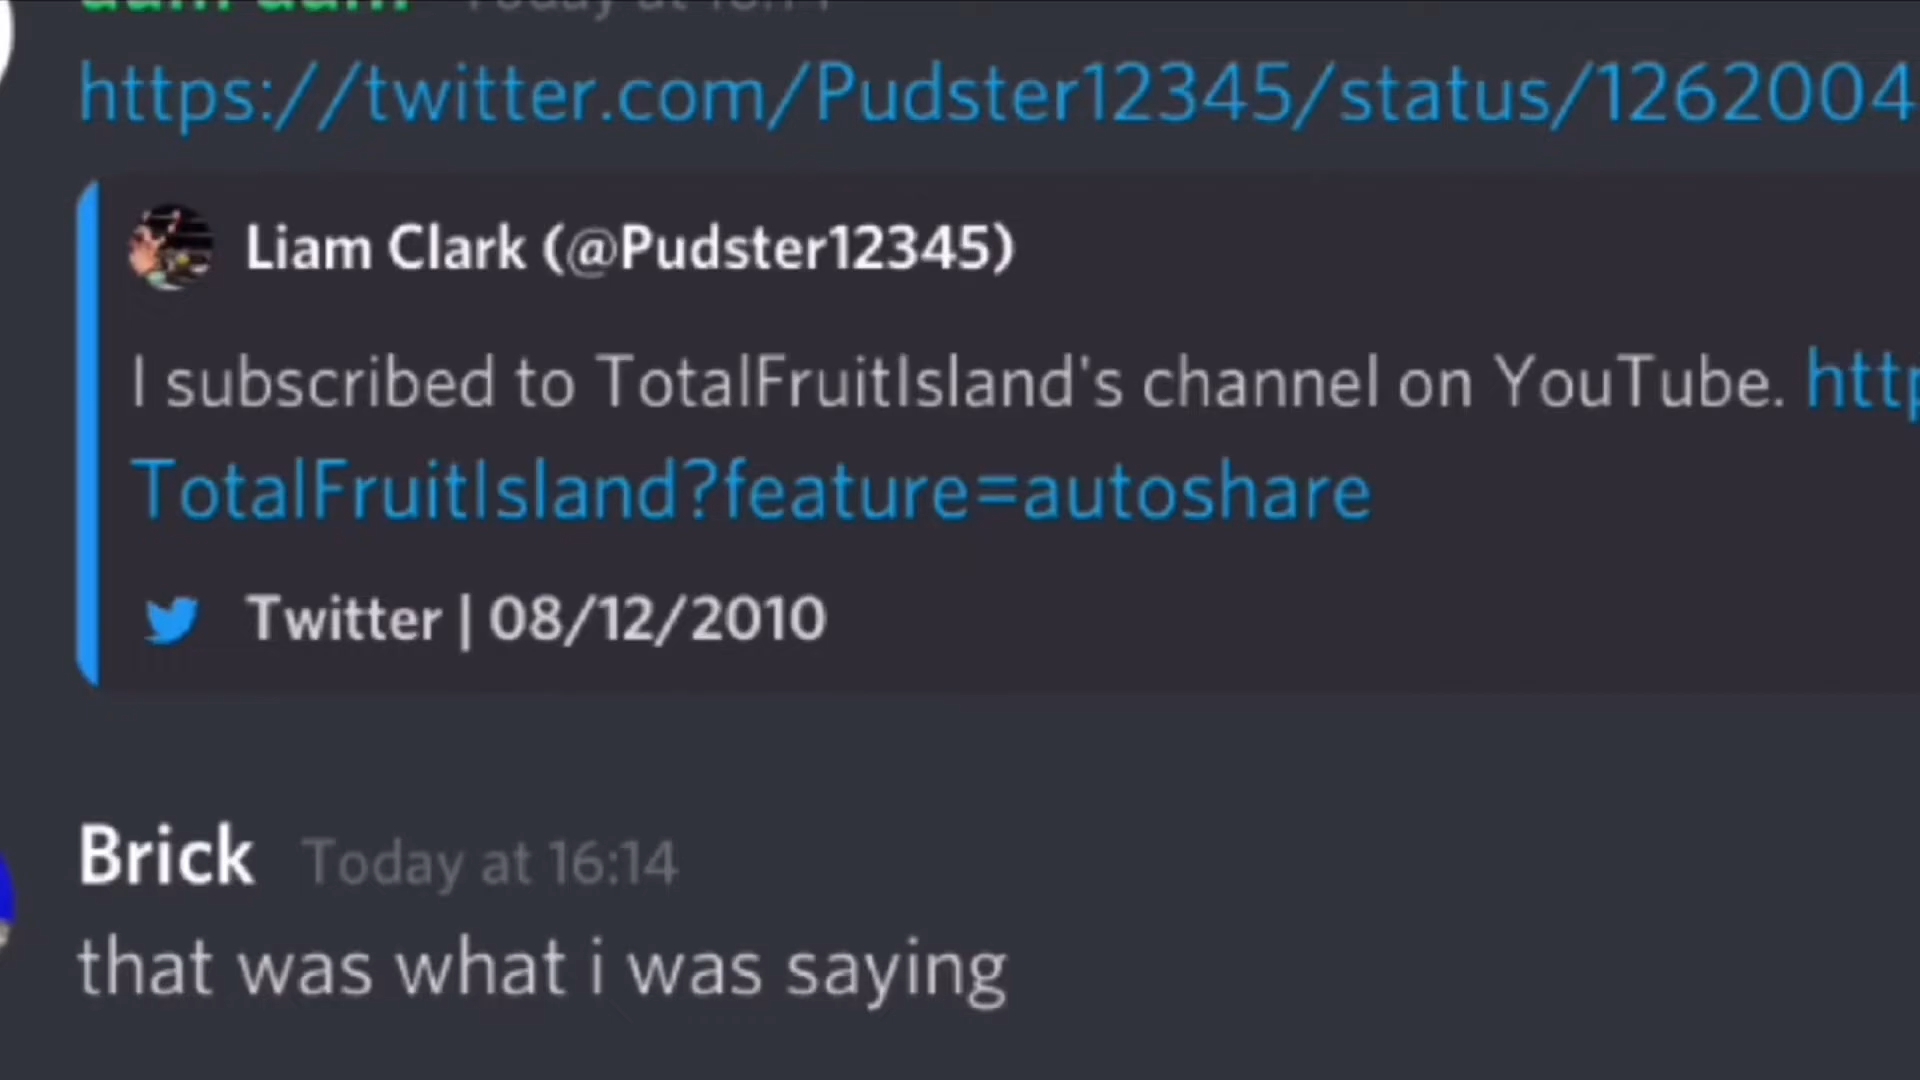 https://twitter.com/Pudster12345/status/1262004
Liam Clark (@Pudster12345)
I subscribed to TotalFruitIsland's channel on YouTube. http
TotalFruitIsland?feature=autoshare
Twitter | 08/12/2010
Brick Today at 16:14
that was what i was saying